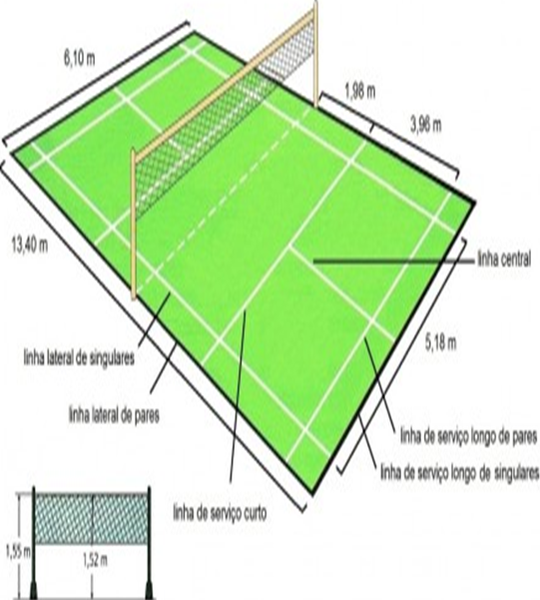 6,10 m
1,98 m
3,96 m
13,40 m
linha central
5,18 m
linha lateral de singulares
linha lateral de pares
linha de serviço longo de pares
linha de serviço longo de singulares
linha de serviço curto
1,55 m
1,52 m